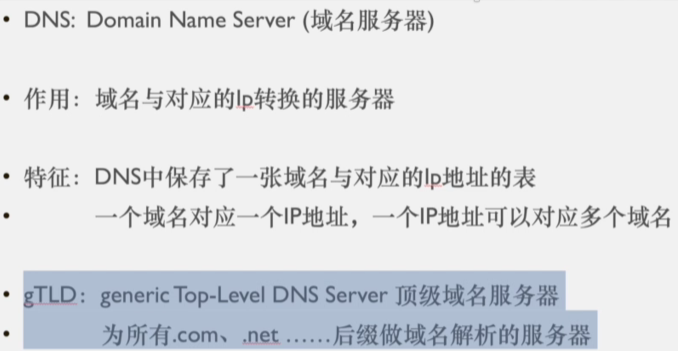 • DNS: Domain Name Server (域名服务器)
• 作用：域名与对应的Ip转换的服务器
• 特征：DNS中保存了一张域名与对应的Ip地址的表
• 一个域名对应一个IP地址，一个IP地址可以对应多个域名
• gTLD：generic Top-Level DNS Server 顶级域名服务器
• 为所有.com、.net ……后缀做域名解析的服务器